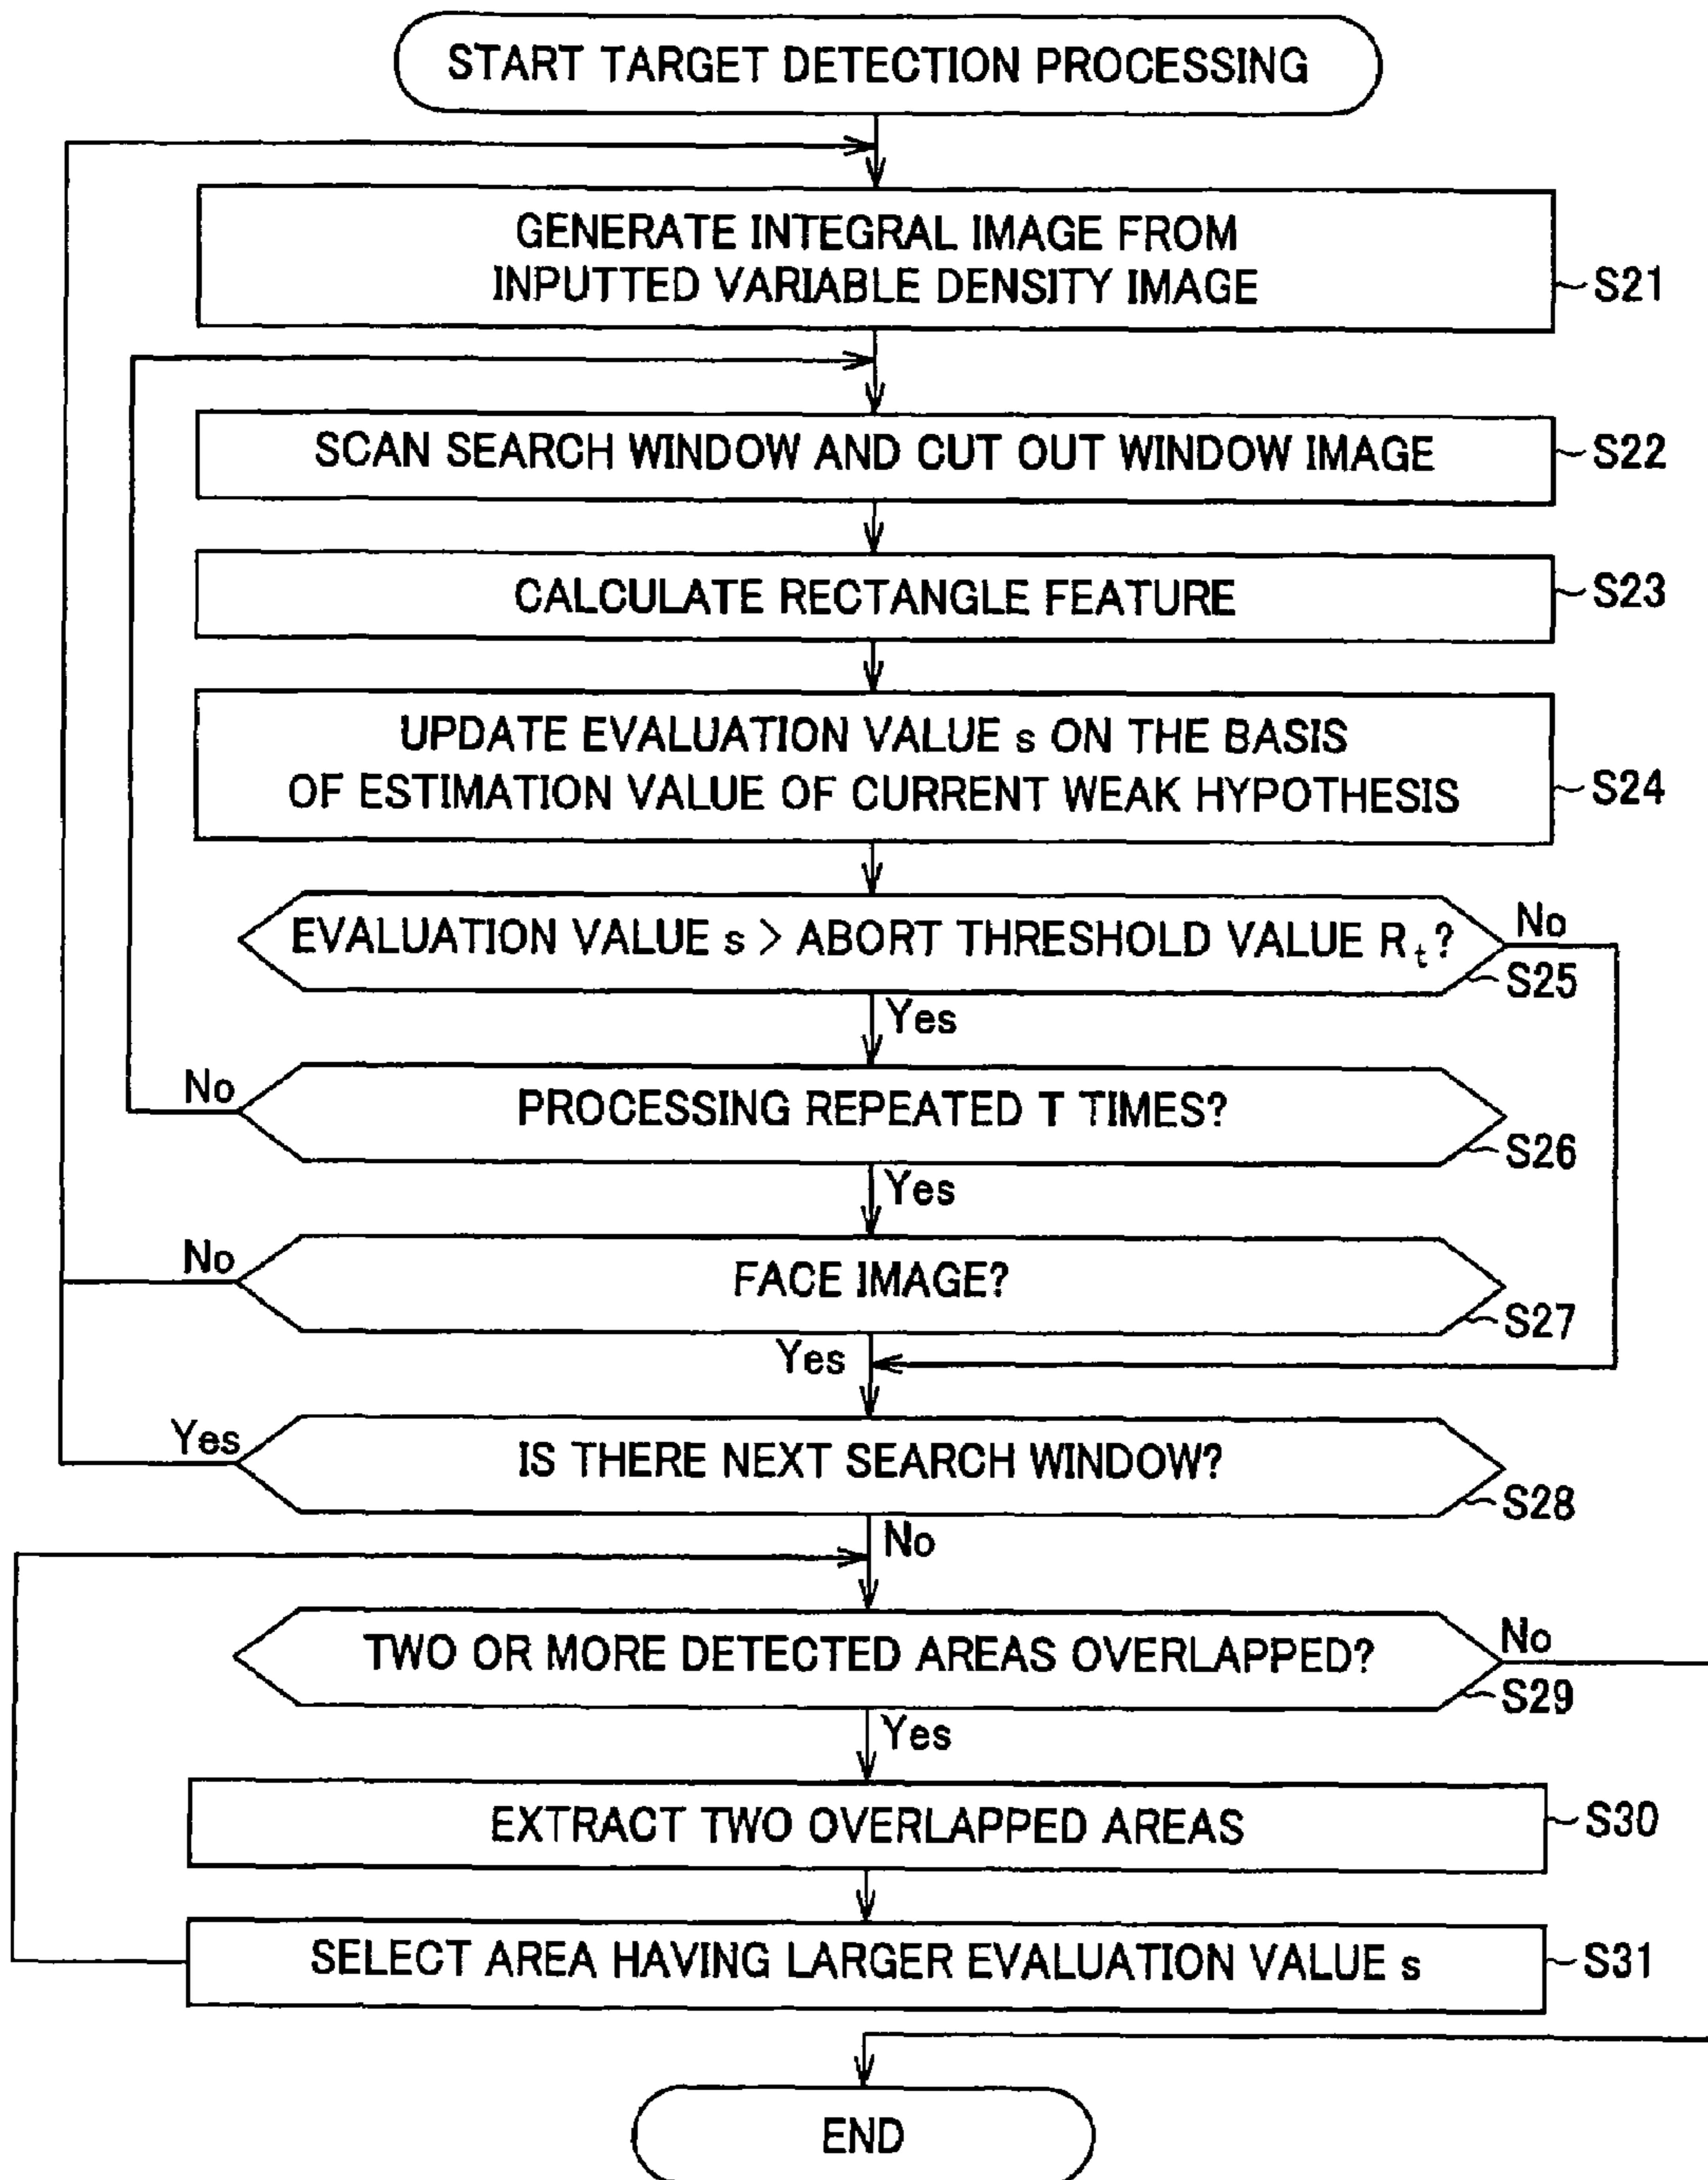 START TARGET DETECTION PROCESSING
GENERATE INTEGRAL IMAGE FROM
INPUTTED VARIABLE DENSITY IMAGE
S21
SCAN SEARCH WINDOW AND CUT OUT WINDOW IMAGE
S22
CALCULATE RECTANGLE FEATURE
S23
UPDATE EVALUATION VALUE s ON THE BASIS
OF ESTIMATION VALUE OF CURRENT WEAK HYPOTHESIS
S24
EVALUATION VALUE s > ABORT THRESHOLD VALUE Rt?
No
S25
Yes
No
PROCESSING REPEATED T TIMES?
S26
Yes
No
FACE IMAGE?
S27
Yes
Yes
IS THERE NEXT SEARCH WINDOW?
S28
No
TWO OR MORE DETECTED AREAS OVERLAPPED?
No
S29
Yes
EXTRACT TWO OVERLAPPED AREAS
S30
SELECT AREA HAVING LARGER EVALUATION VALUE s
S31
END